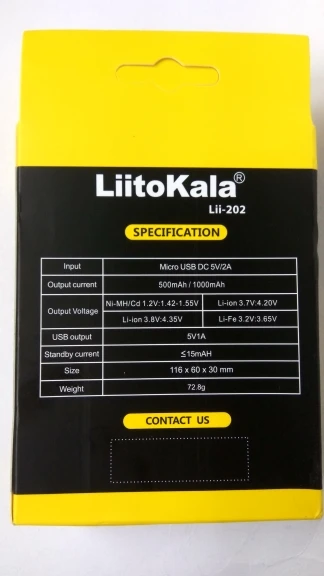 LiitoKala®
Lii-202
SPECIFICATION
Input Micro USB DC 5V/2A
Output current 500mAh / 1000mAh
Output Voltage Ni-MH/Cd 1.2V:1.42-1.55V Li-ion 3.7V:4.20V
Li-ion 3.8V:4.35V Li-Fe 3.2V:3.65V
USB output 5V1A
Standby current ≤15mAH
Size 116 x 60 x 30 mm
Weight 72.8g
CONTACT US